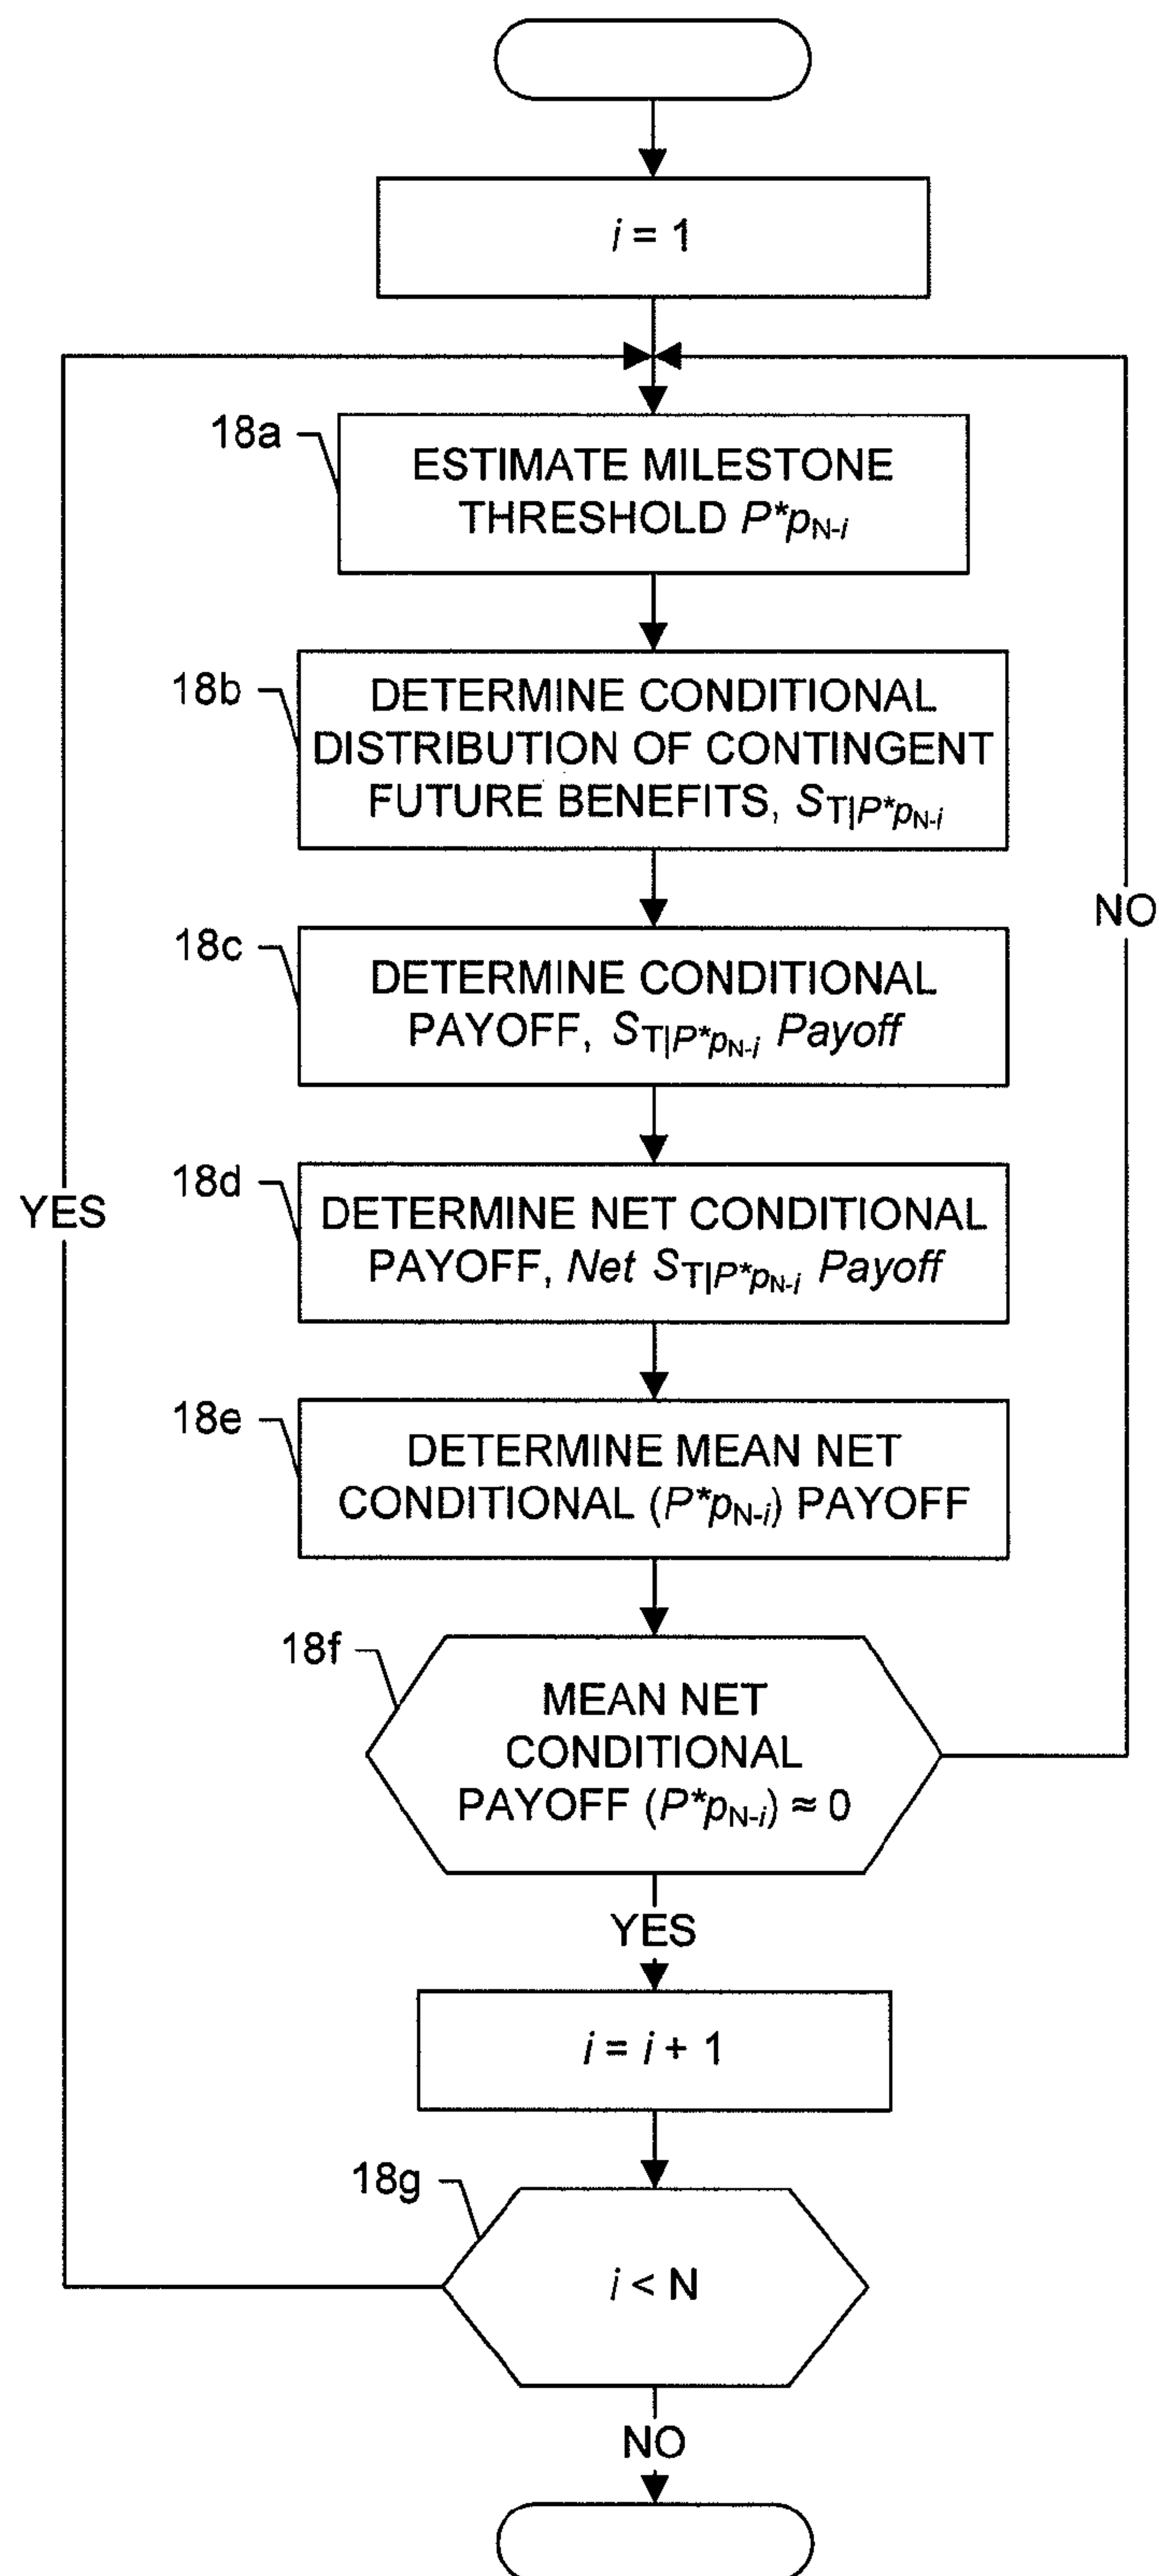 i = 1
18a
ESTIMATE MILESTONE
THRESHOLD P*pN-i
18b
DETERMINE CONDITIONAL
DISTRIBUTION OF CONTINGENT
FUTURE BENEFITS, ST|P*pN-i
NO
18c
DETERMINE CONDITIONAL
PAYOFF, ST|P*pN-i Payoff
18d
DETERMINE NET CONDITIONAL
PAYOFF, Net ST|P*pN-i Payoff
YES
18e
DETERMINE MEAN NET
CONDITIONAL (P*pN-i) PAYOFF
18f
MEAN NET
CONDITIONAL
PAYOFF (P*pN-i) ≈ 0
YES
i = i + 1
18g
i < N
NO